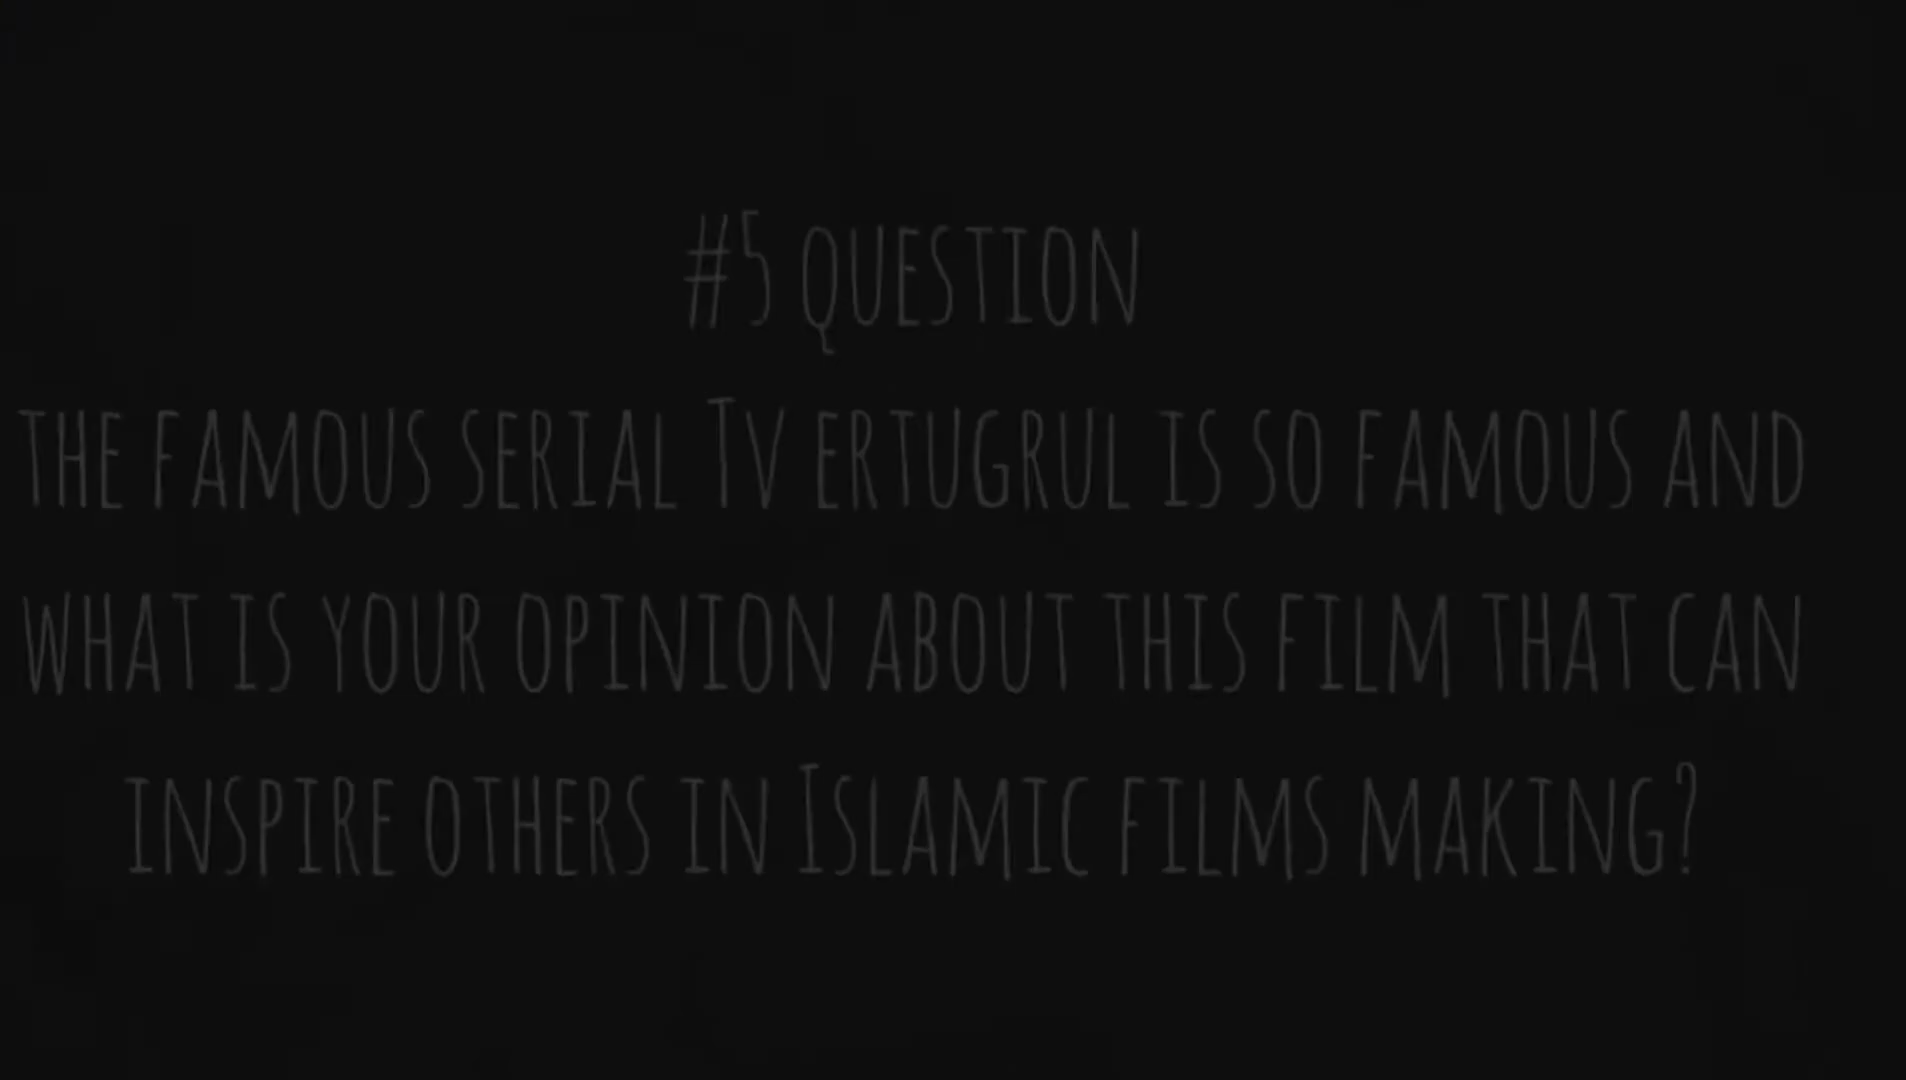 #5 question
the famous serial Tv ertugrul is so famous and
what is your opinion about this film that can
inspire others in Islamic films making?